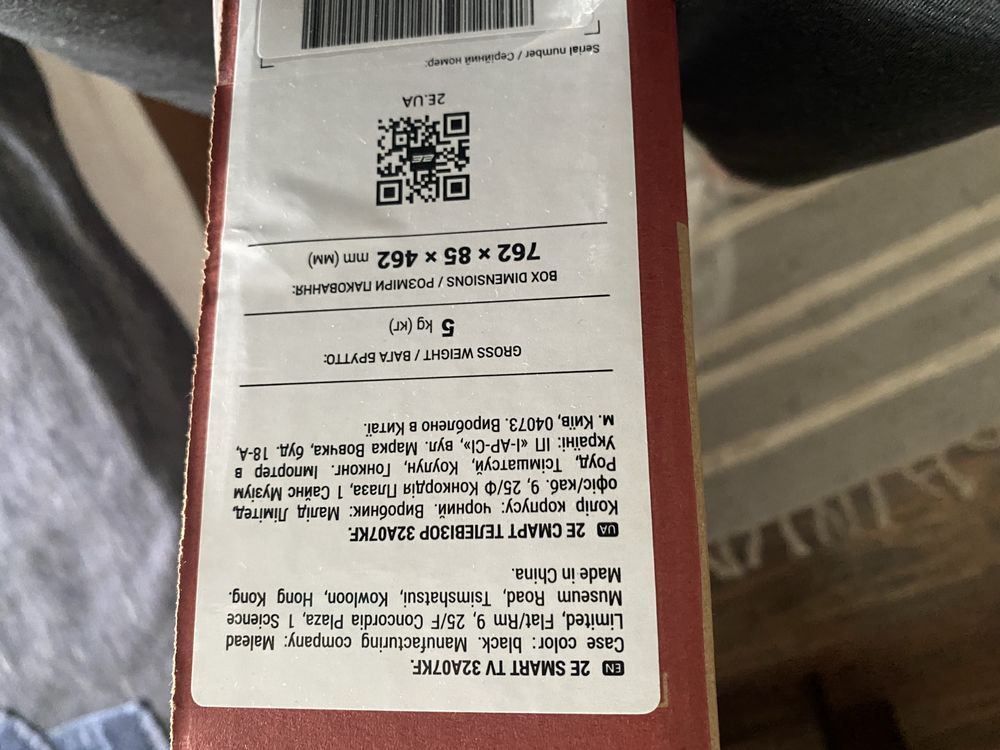 EN 2E SMART TV 32A07KF.
Case color: black. Manufacturing company: Malead
Limited, Flat/Rm 9, 25/F Concordia Plaza, 1 Science
Museum Road, Tsimshatsui, Kowloon, Hong Kong.
Made in China.
UA 2E СМАРТ ТЕЛЕВІЗОР 32A07KF.
Колір корпусу: чорний. Виробник: Малід Лімітед,
офіс/каб. 9, 25/Ф Конкордія Плаза, 1 Сайнс Музіум
Роуд, Тсімшатсуй, Коулун, Гонконг. Імпортер в
Україні: ІП «І-АР-СІ», вул. Марка Вовчка, буд. 18-А,
м. Київ, 04073. Вироблено в Китаї.
GROSS WEIGHT / ВАГА БРУТТО:
5 kg (кг)
BOX DIMENSIONS / РОЗМІРИ ПАКОВАННЯ:
762 × 85 × 462 mm (мм)
2E
2E.UA
Serial number / Серійний номер: